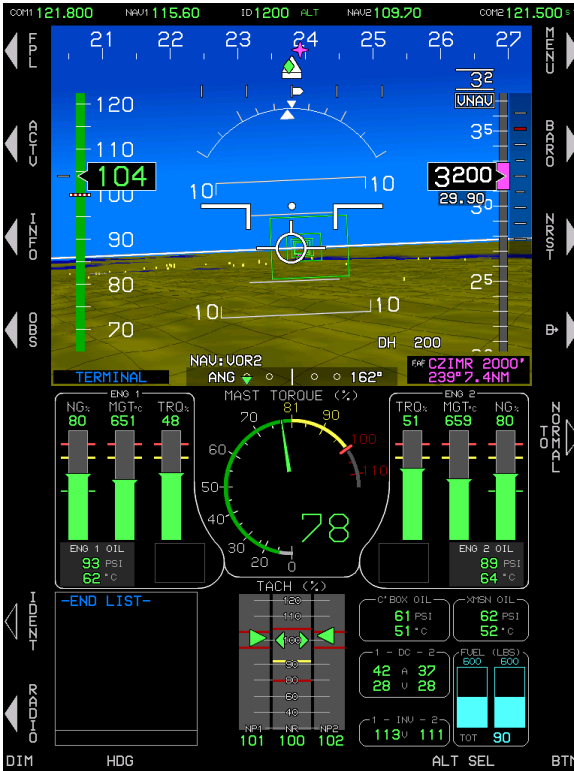 COM1 121.800 NAV1 115.60 ID 1200 ALT NAV2 109.70 COM2 121.500 s
FPL
ACTV
INFO
OBS
IDENT
RADIO
MENU
BARO
NRST
NORMAL TO
21 22 23 24 25 26 27
120
110
104
100
90
80
70
10 10
10 10
32
VNAV
35
3200
29.90
30
25
DH 200
NAV:VOR2
TERMINAL
ANG 162°
FAF CZIMR 2000'
239° 7.4NM
ENG 1
NG% MGT°C TRQ%
80 651 48
ENG 1 OIL
93 PSI
62 °C
MAST TORQUE (%)
81
70 90
60 100
50 110
40
30
20
0
78
ENG 2
TRQ% MGT°C NG%
51 659 80
ENG 2 OIL
89 PSI
64 °C
-END LIST-
TACH (%)
120
110
100
90
80
60
40
NP1 NR NP2
101 100 102
C'BOX OIL
61 PSI
51 °C
XMSN OIL
62 PSI
52 °C
1 - DC - 2
42 A 37
28 V 28
1 - INV - 2
113 V 111
FUEL (LBS)
600 600
TOT 90
DIM HDG ALT SEL BTN